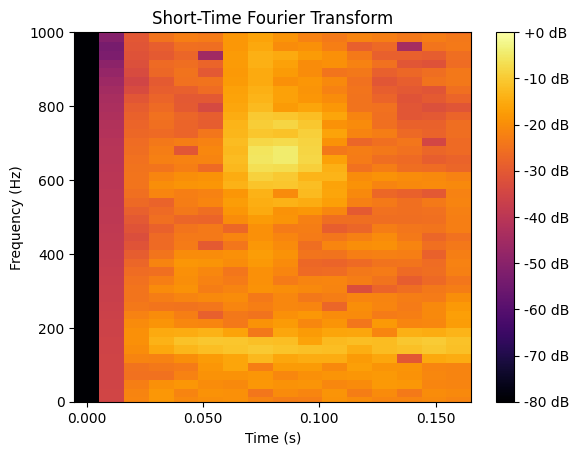 Short-Time Fourier Transform
Frequency (Hz)
1000
800
600
400
200
0
0.000
0.050
0.100
0.150
Time (s)
+0 dB
-10 dB
-20 dB
-30 dB
-40 dB
-50 dB
-60 dB
-70 dB
-80 dB